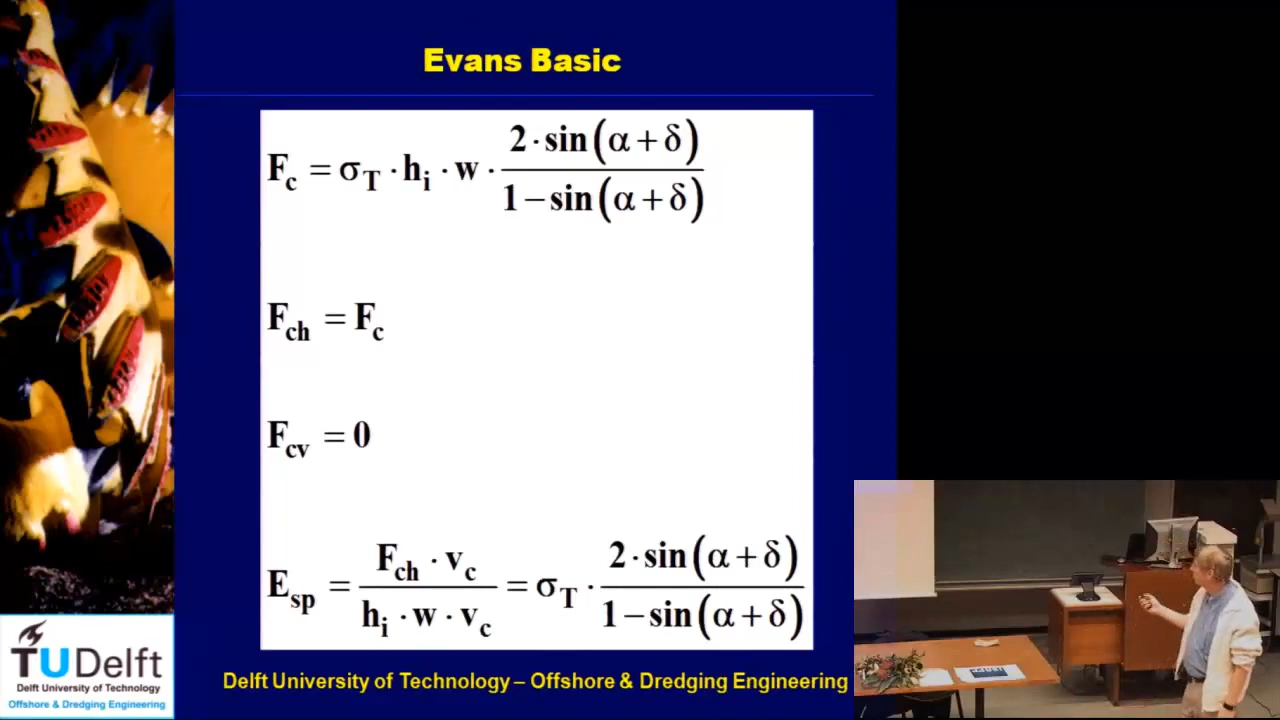 Evans Basic
F_c = σ_T · h_i · w · (2 · sin(α + δ)) / (1 − sin(α + δ))
F_ch = F_c
F_cv = 0
E_sp = (F_ch · v_c) / (h_i · w · v_c) = σ_T · (2 · sin(α + δ)) / (1 − sin(α + δ))
TU Delft
Delft University of Technology
Offshore & Dredging Engineering
Delft University of Technology – Offshore & Dredging Engineering